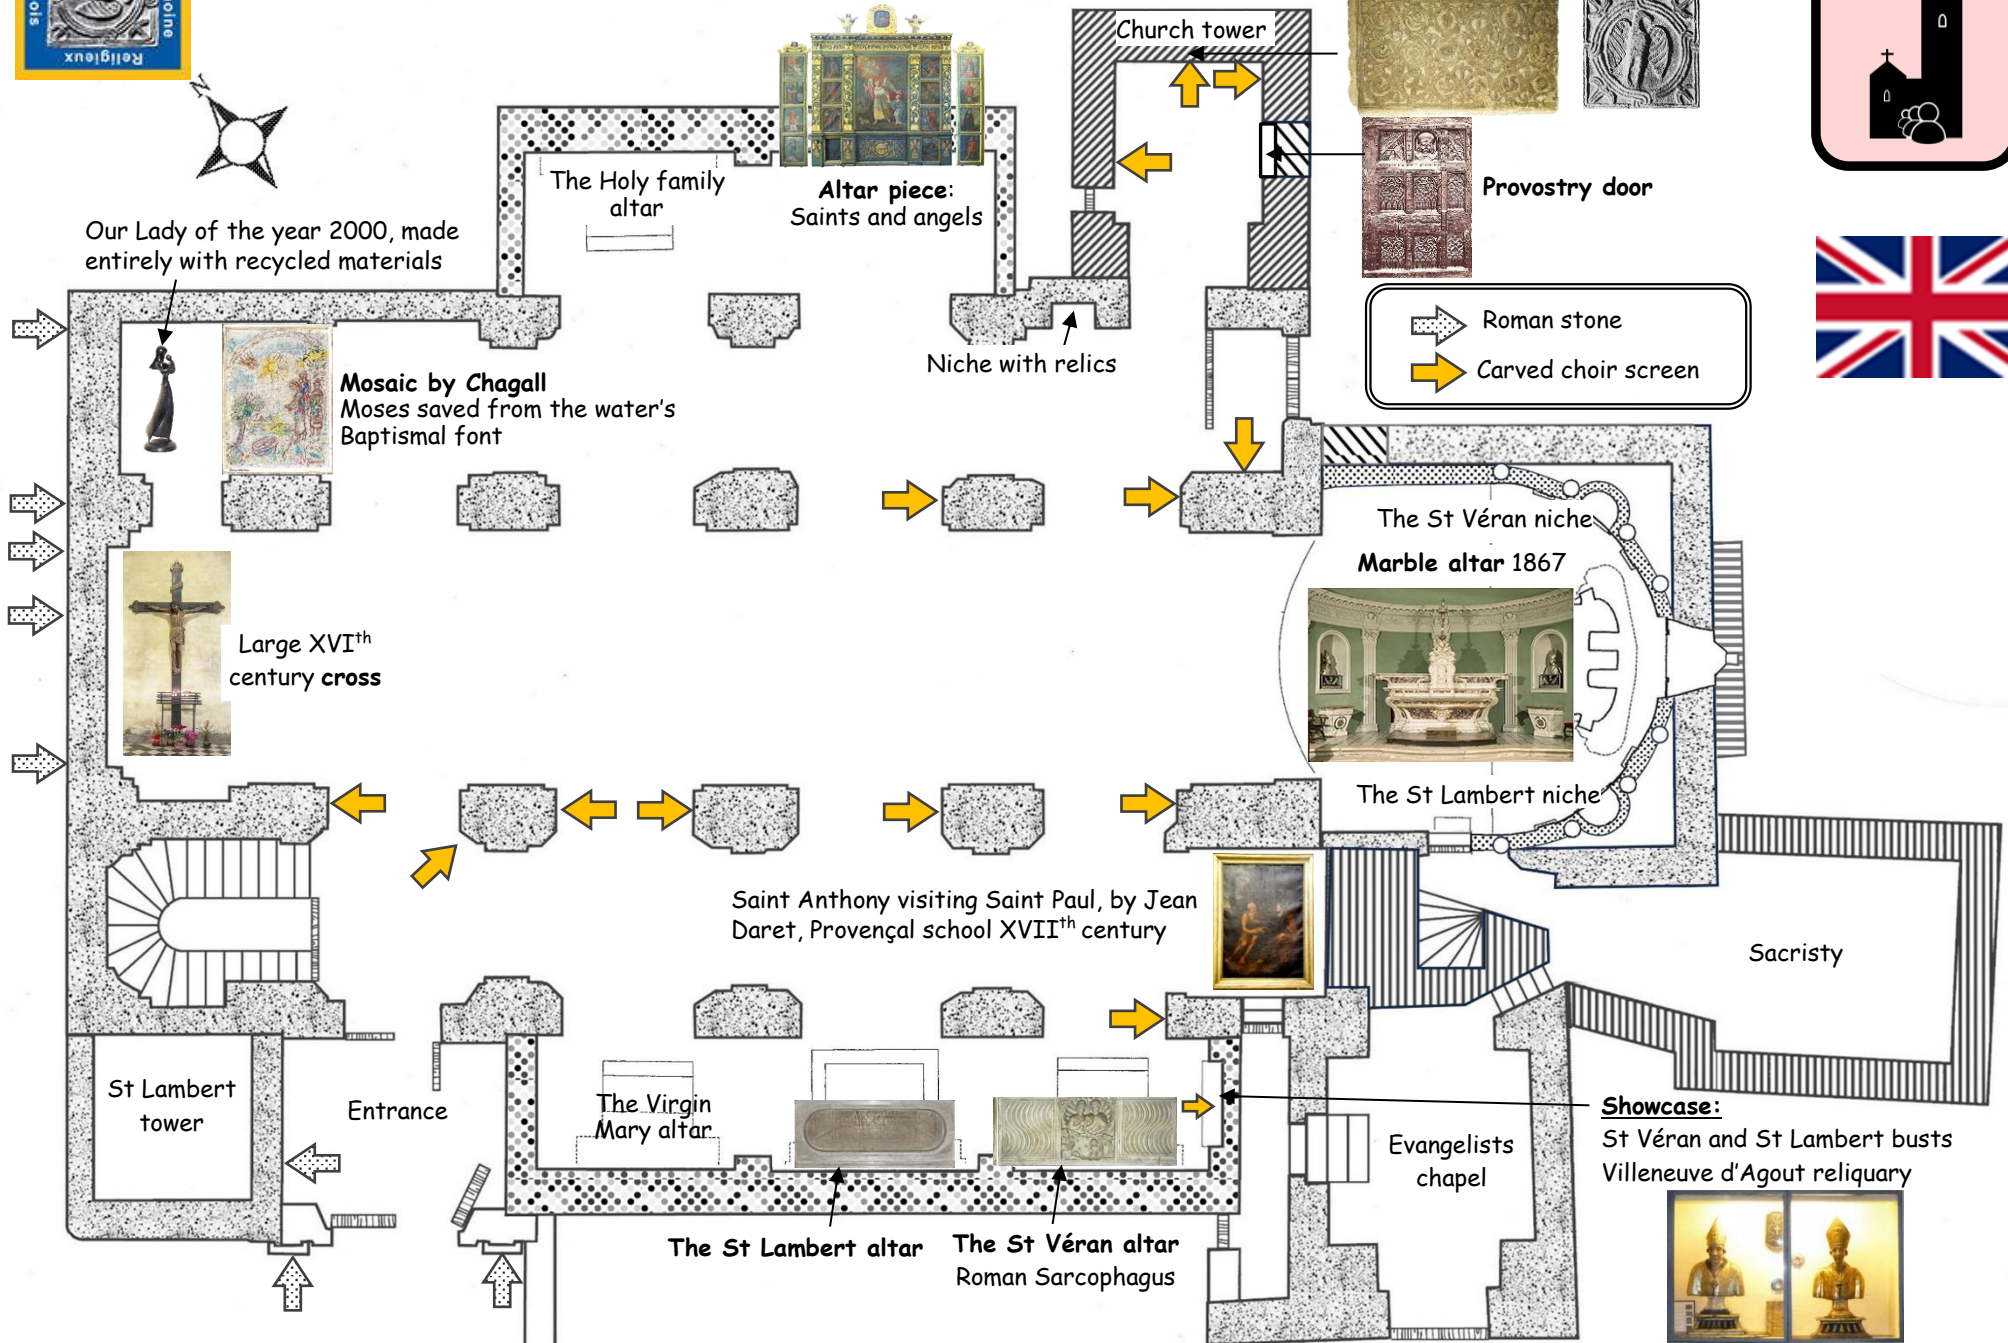 oine
Religieux
ois
N
Church tower
The Holy family
altar
Altar piece:
Saints and angels
Provostry door
Our Lady of the year 2000, made
entirely with recycled materials
Roman stone
Carved choir screen
Niche with relics
Mosaic by Chagall
Moses saved from the water's
Baptismal font
The St Véran niche
Marble altar 1867
Large XVIth
century cross
The St Lambert niche
Saint Anthony visiting Saint Paul, by Jean
Daret, Provençal school XVIIth century
Sacristy
St Lambert
tower
Entrance
The Virgin
Mary altar
Evangelists
chapel
Showcase:
St Véran and St Lambert busts
Villeneuve d'Agout reliquary
The St Lambert altar
The St Véran altar
Roman Sarcophagus